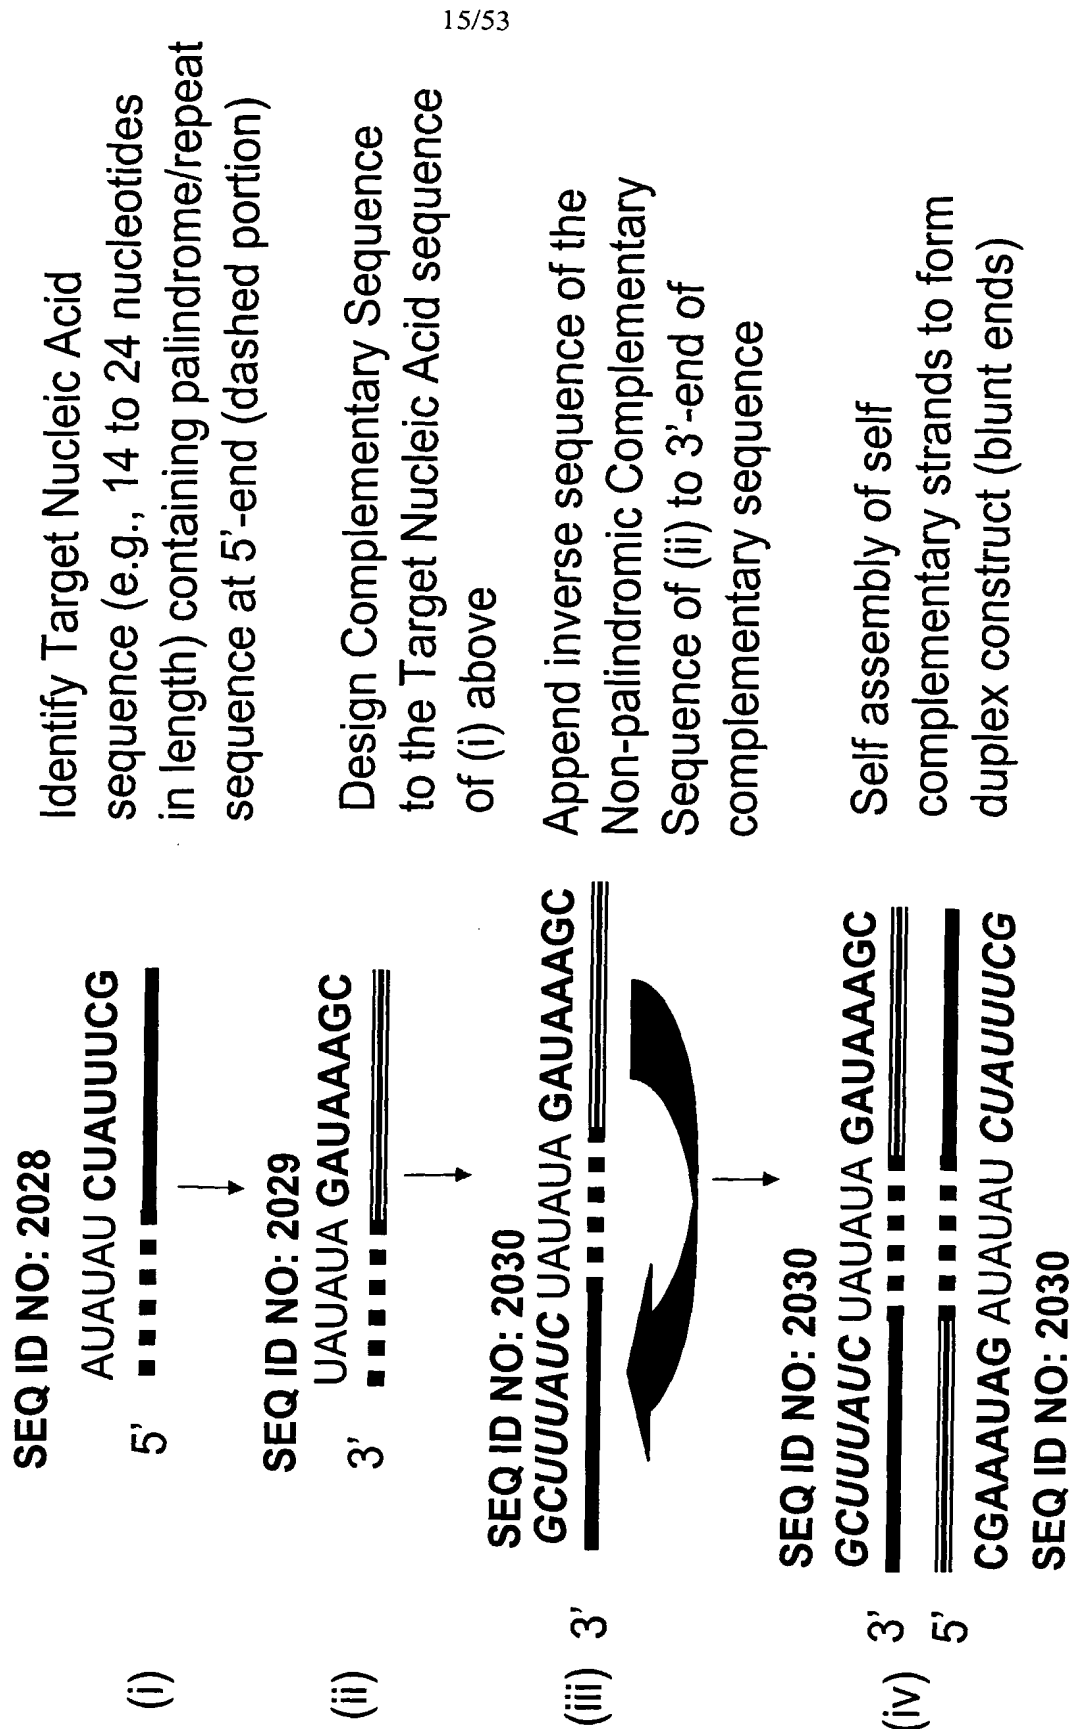 15/53
SEQ ID NO: 2028
AUAUAU CUAUUUCG
(i)
5'
Identify Target Nucleic Acid
sequence (e.g., 14 to 24 nucleotides
in length) containing palindrome/repeat
sequence at 5'-end (dashed portion)
SEQ ID NO: 2029
UAUAUA GAUAAAGC
(ii)
3'
Design Complementary Sequence
to the Target Nucleic Acid sequence
of (i) above
SEQ ID NO: 2030
GCUUUAUC UAUAUA GAUAAAGC
(iii) 3'
Append inverse sequence of the
Non-palindromic Complementary
Sequence of (ii) to 3'-end of
complementary sequence
SEQ ID NO: 2030
GCUUUAUC UAUAUA GAUAAAGC
(iv)
3'
5'
CGAAAUAG AUAUAU CUAUUUCG
SEQ ID NO: 2030
Self assembly of self
complementary strands to form
duplex construct (blunt ends)